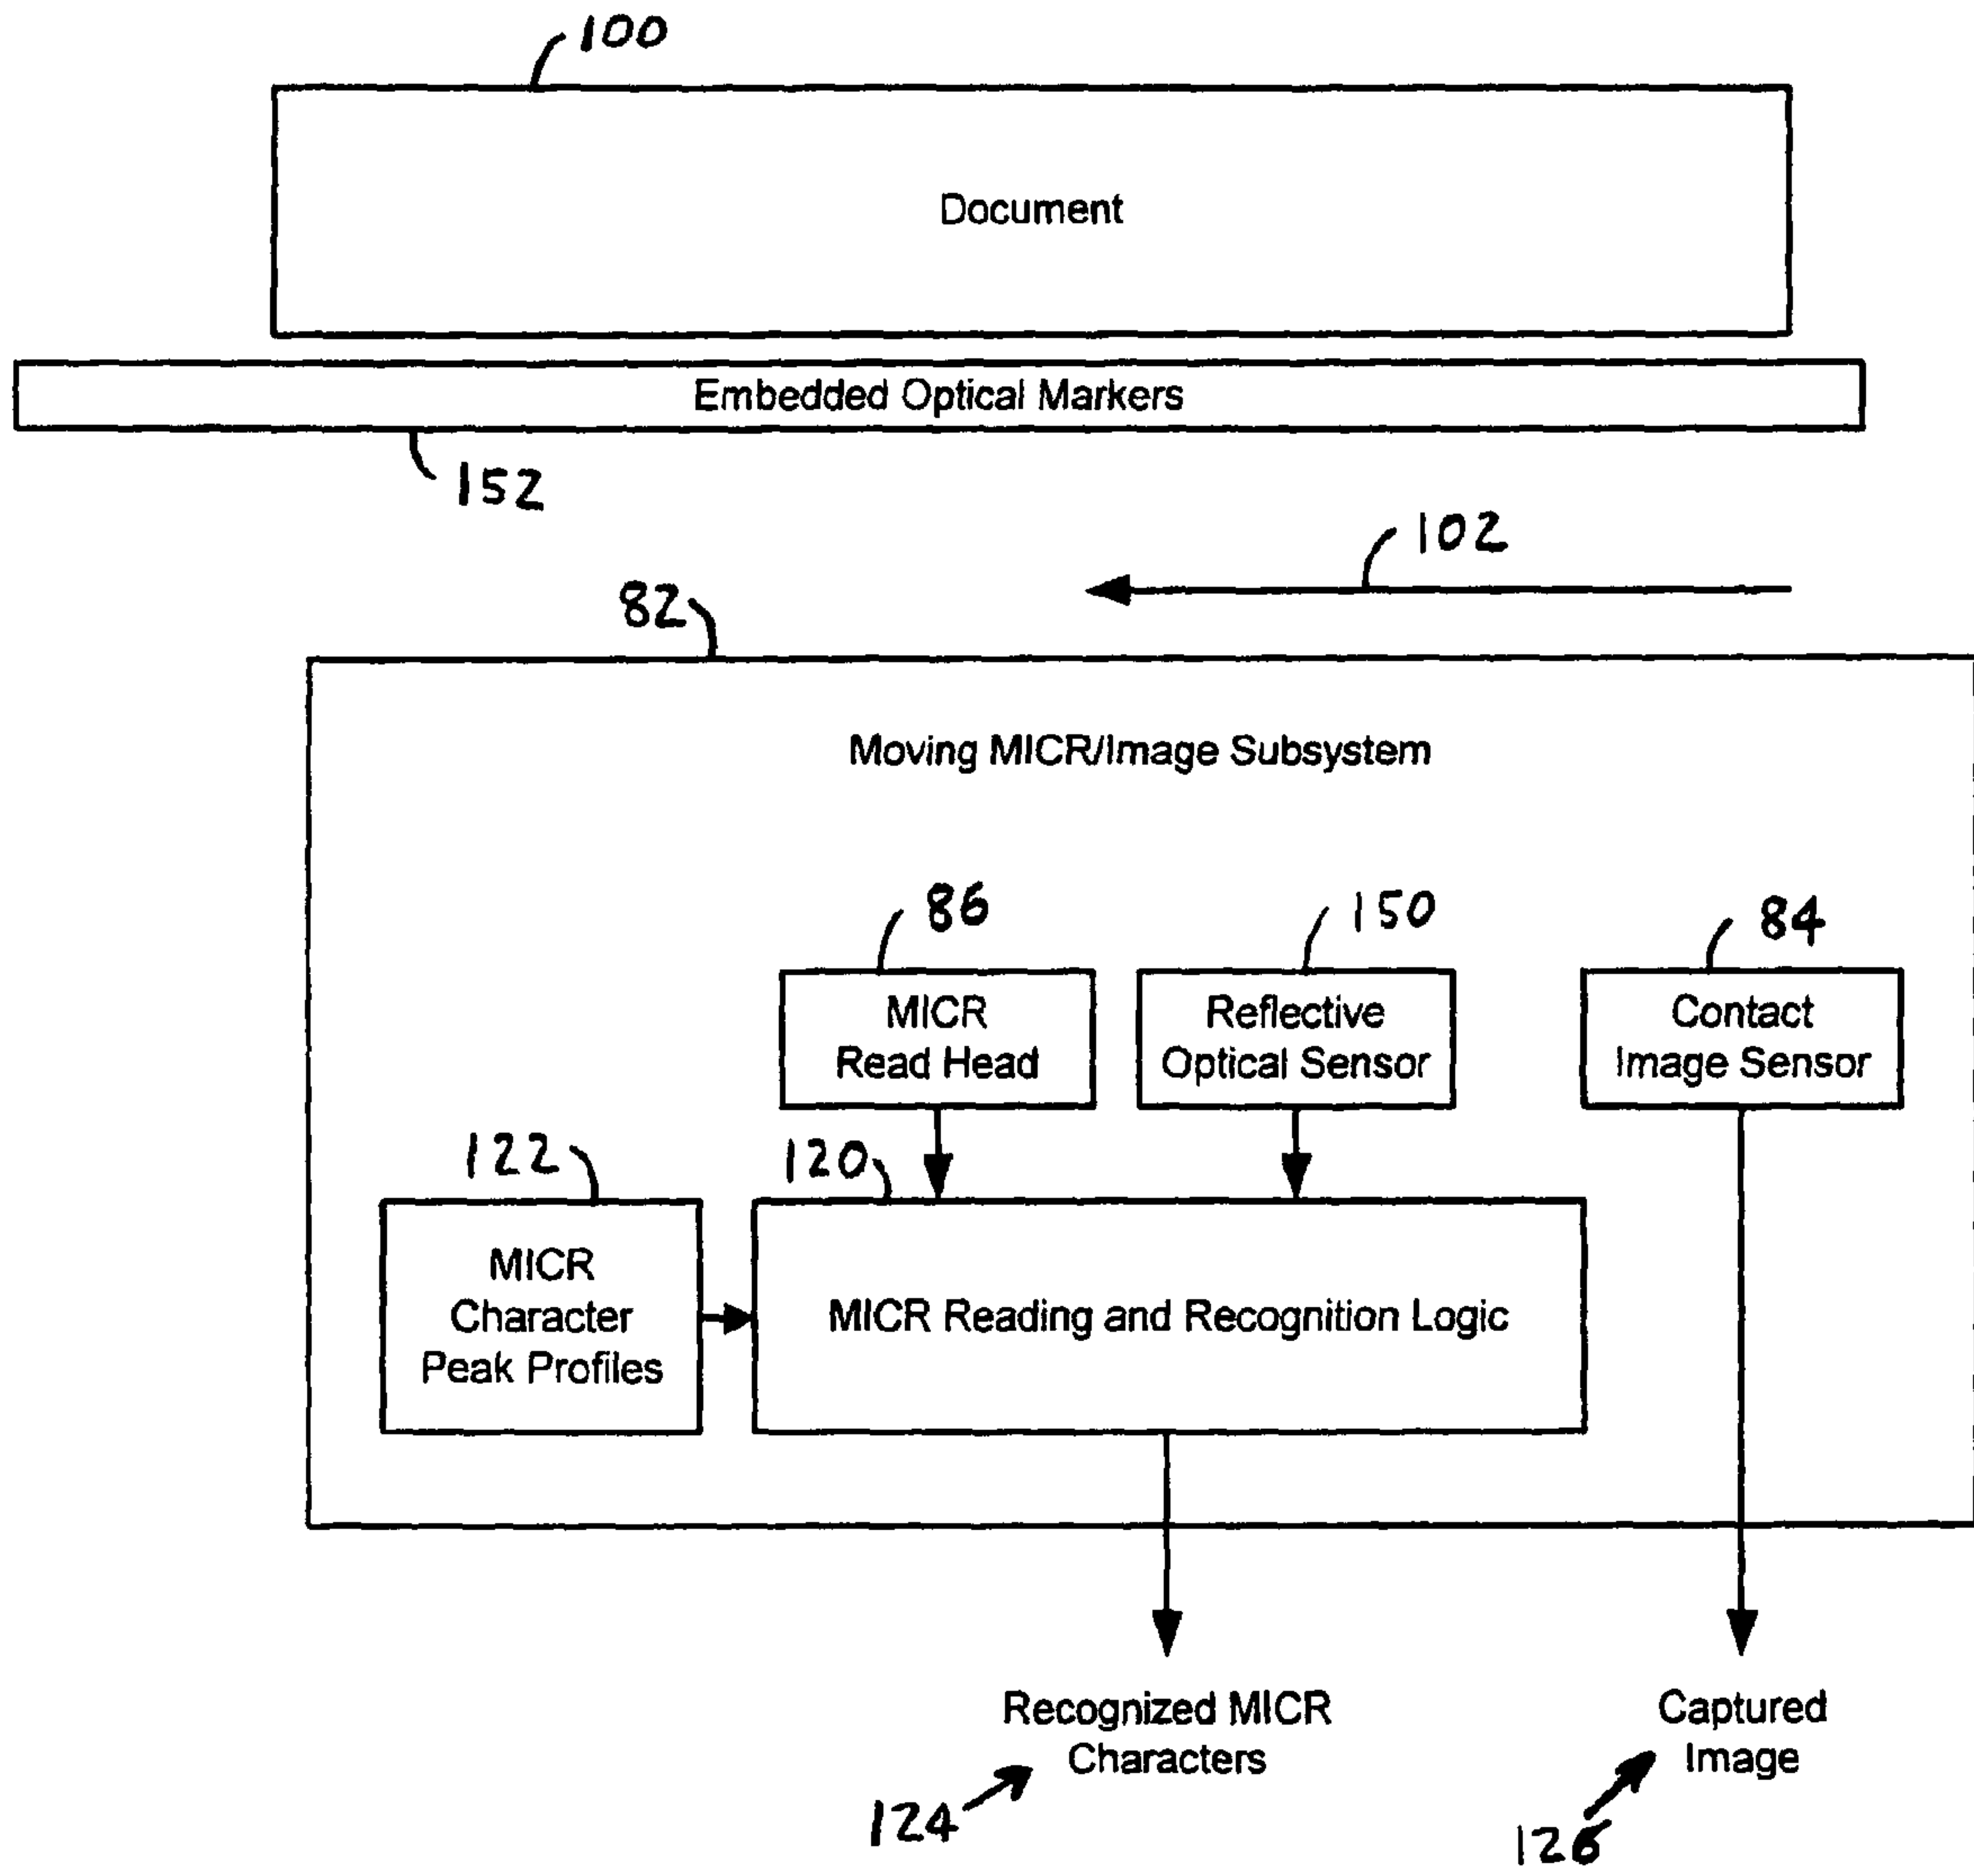 100
Document
Embedded Optical Markers
152
102
82
Moving MICR/Image Subsystem
86
150
84
MICR
Read Head
Reflective
Optical Sensor
Contact
Image Sensor
122
120
MICR
Character
Peak Profiles
MICR Reading and Recognition Logic
Recognized MICR
Characters
Captured
Image
124
126